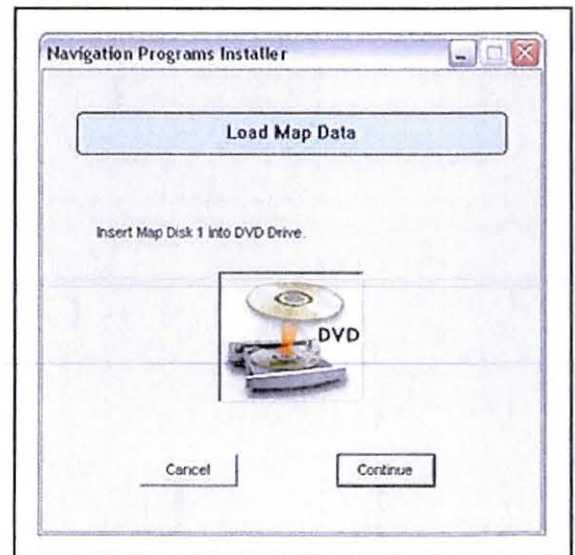 Navigation Programs Installer
Load Map Data
Insert Map Disk 1 into DVD Drive.
DVD
Cancel
Continue